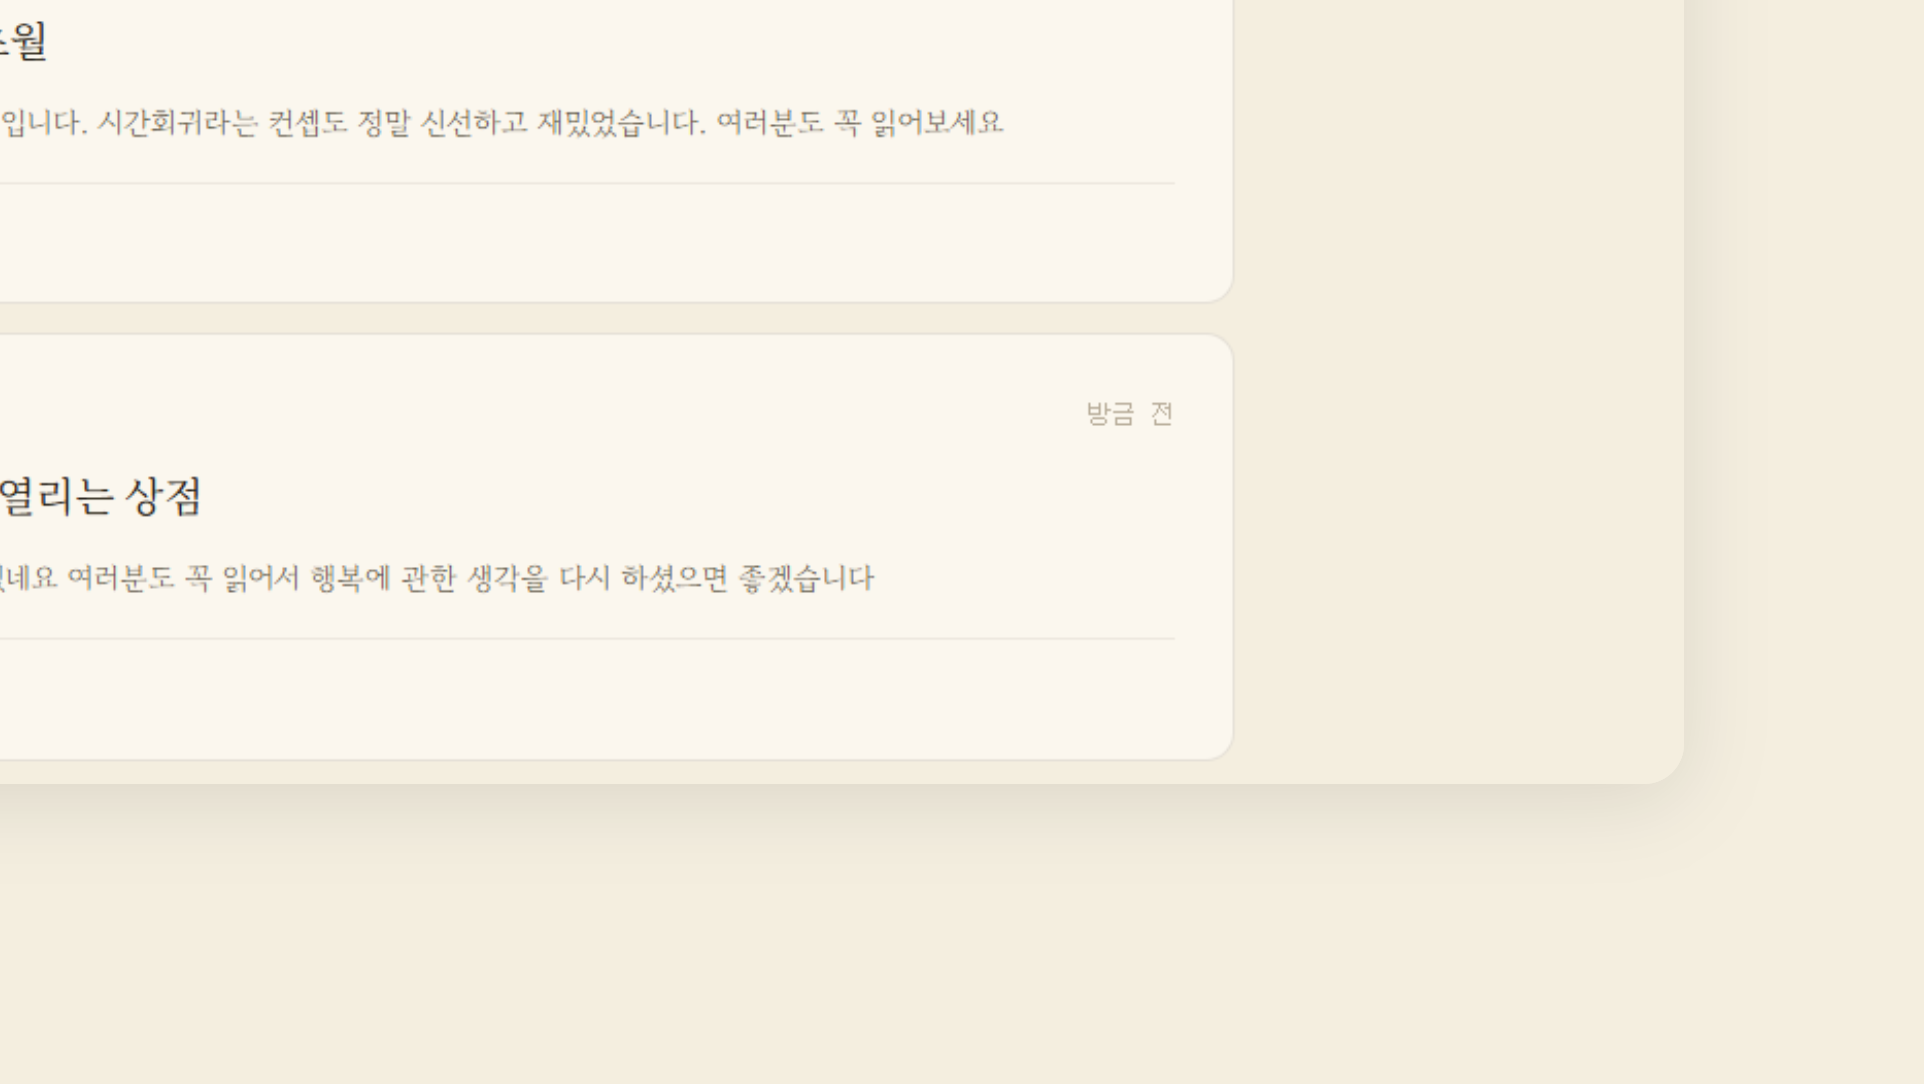 월
입니다. 시간회귀라는 컨셉도 정말 신선하고 재밌었습니다. 여러분도 꼭 읽어보세요
방금 전
열리는 상점
네요 여러분도 꼭 읽어서 행복에 관한 생각을 다시 하셨으면 좋겠습니다